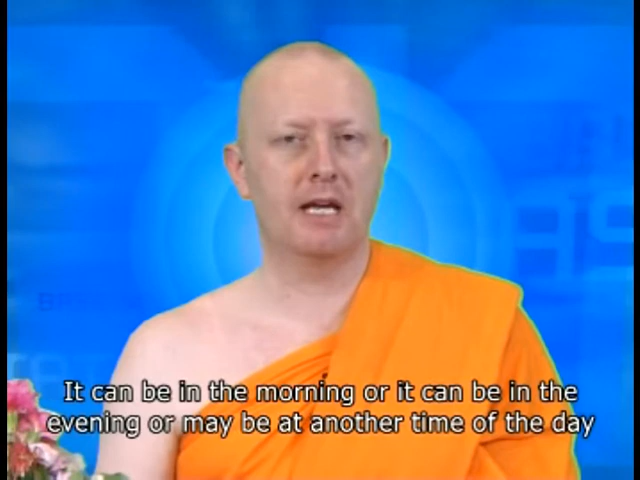 It can be in the morning or it can be in the
evening or may be at another time of the day